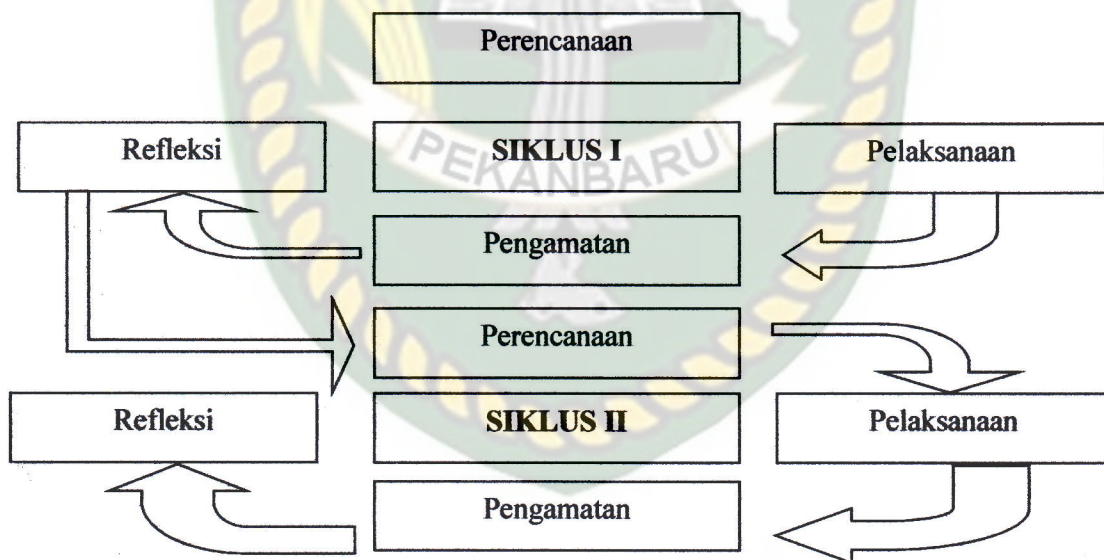 Perencanaan
Refleksi
SIKLUS I
Pelaksanaan
PEKANBARU
Pengamatan
Perencanaan
Refleksi
SIKLUS II
Pelaksanaan
Pengamatan